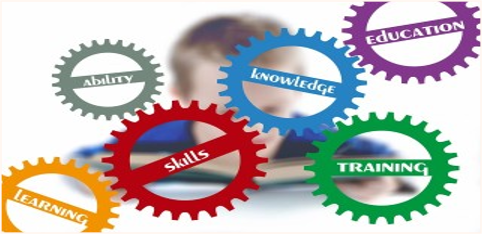 EDUCATION
ABILITY
KNOWLEDGE
SKILLS
TRAINING
LEARNING